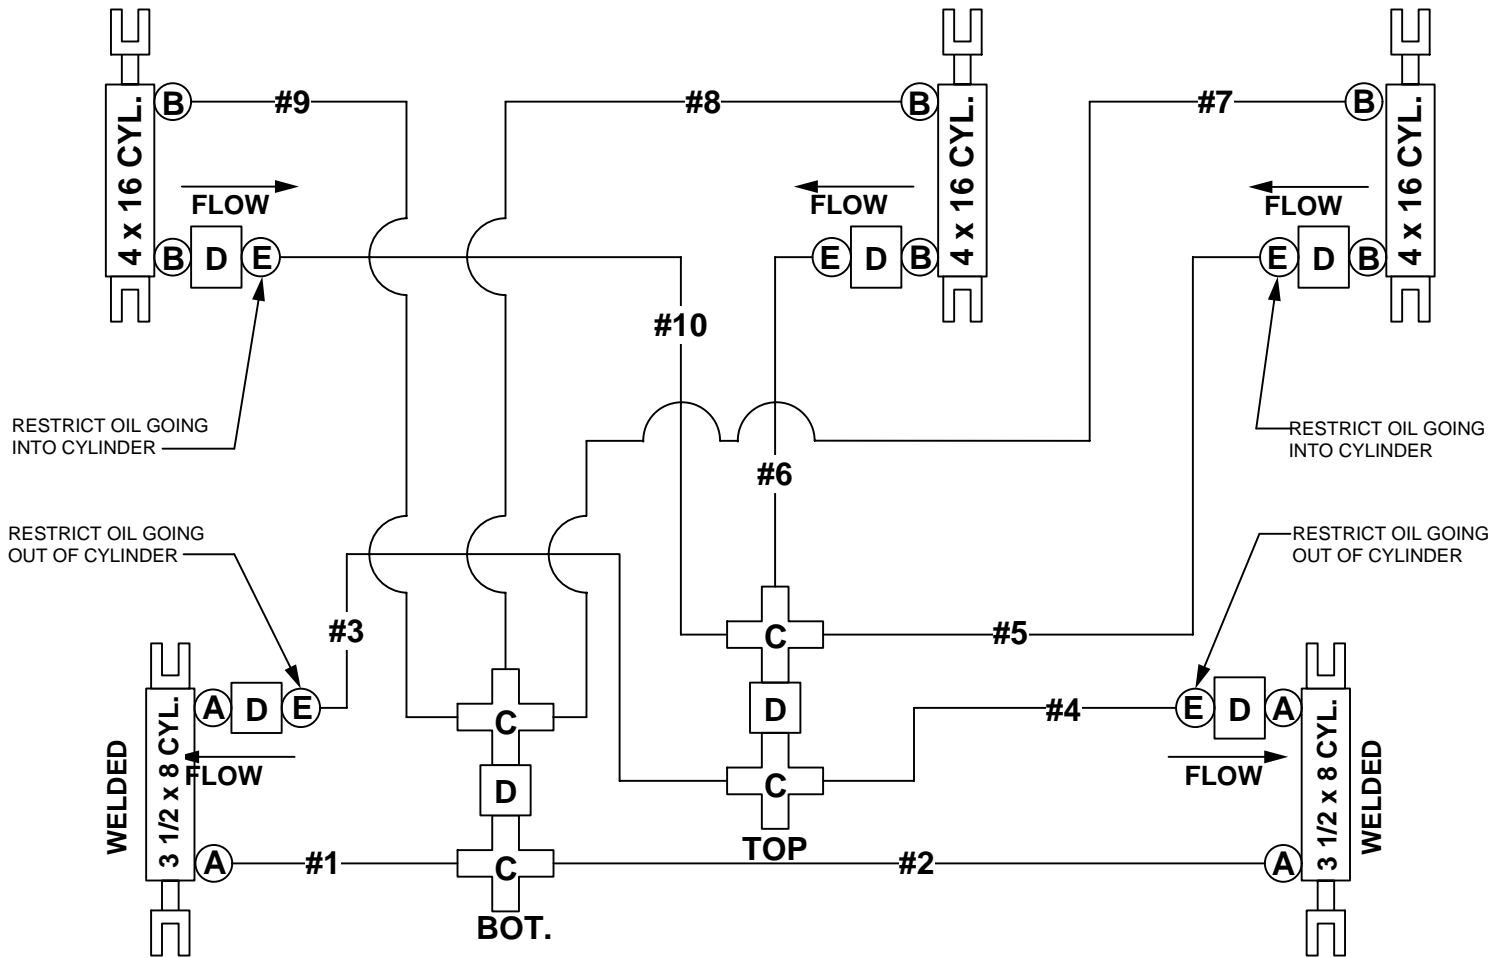 B
#9
#8
B
#7
B
4 x 16 CYL.
4 x 16 CYL.
4 x 16 CYL.
FLOW
FLOW
FLOW
B D E
E D B
E D B
#10
RESTRICT OIL GOING
INTO CYLINDER
RESTRICT OIL GOING
INTO CYLINDER
#6
RESTRICT OIL GOING
OUT OF CYLINDER
RESTRICT OIL GOING
OUT OF CYLINDER
#3
C
#5
A D E
C
D
#4
E D A
WELDED
3 1/2 x 8 CYL.
FLOW
D
C
FLOW
3 1/2 x 8 CYL.
WELDED
TOP
A
#1
C
#2
A
BOT.